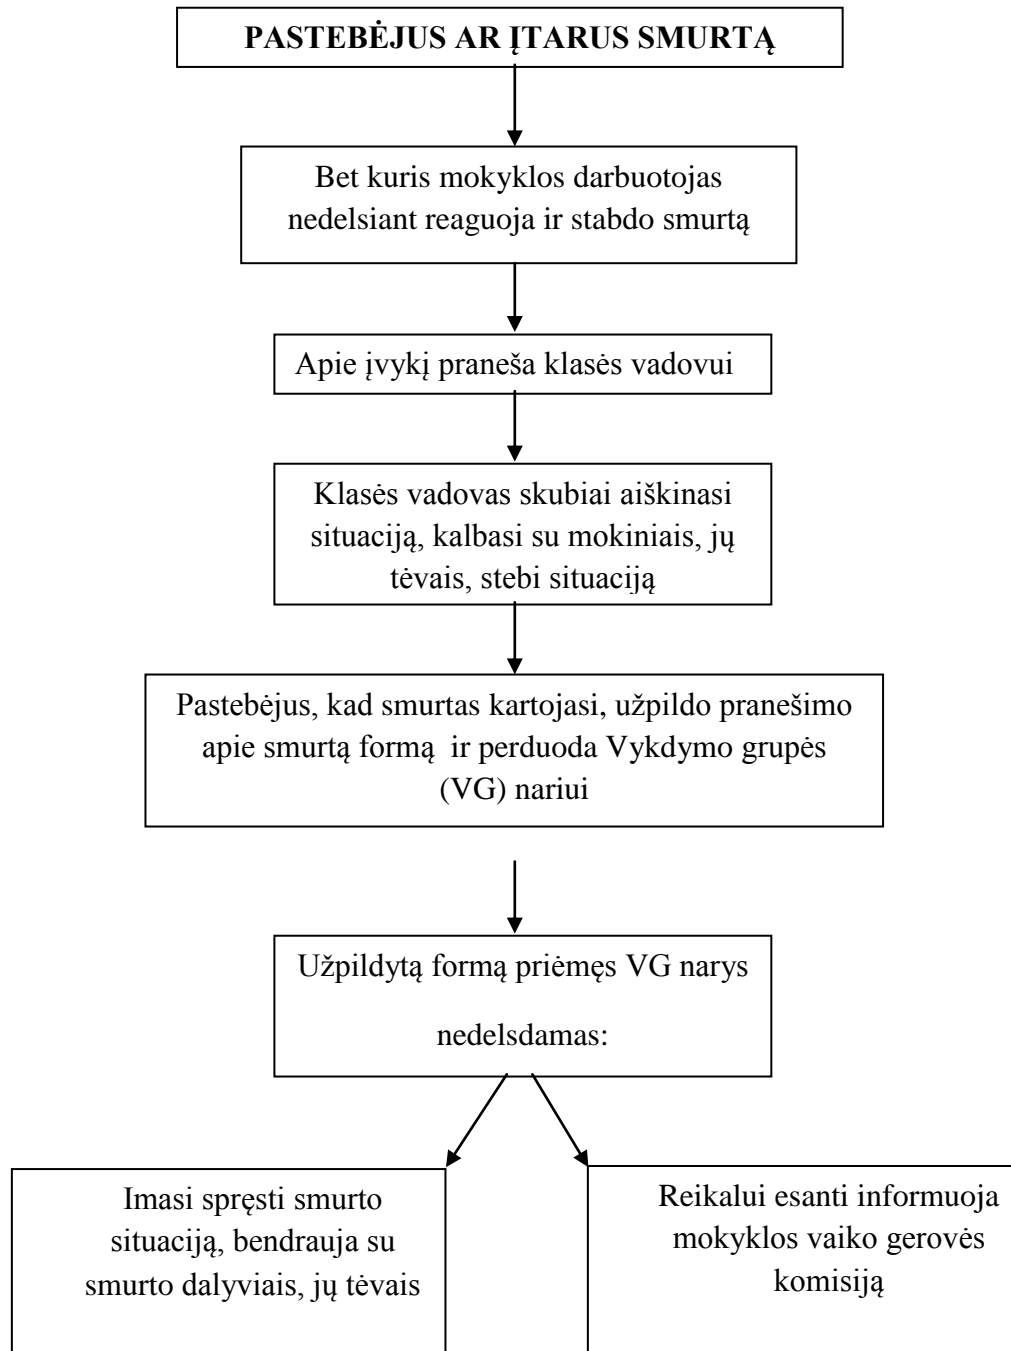 PASTEBĖJUS AR ĮTARUS SMURTĄ
Bet kuris mokyklos darbuotojas
nedelsiant reaguoja ir stabdo smurtą
Apie įvykį praneša klasės vadovui
Klasės vadovas skubiai aiškinasi
situaciją, kalbasi su mokiniais, jų
tėvais, stebi situaciją
Pastebėjus, kad smurtas kartojasi, užpildo pranešimo
apie smurtą formą  ir perduoda Vykdymo grupės
(VG) nariui
Užpildytą formą priėmęs VG narys
nedelsdamas:
Imasi spręsti smurto
situaciją, bendrauja su
smurto dalyviais, jų tėvais
Reikalui esanti informuoja
mokyklos vaiko gerovės
komisiją